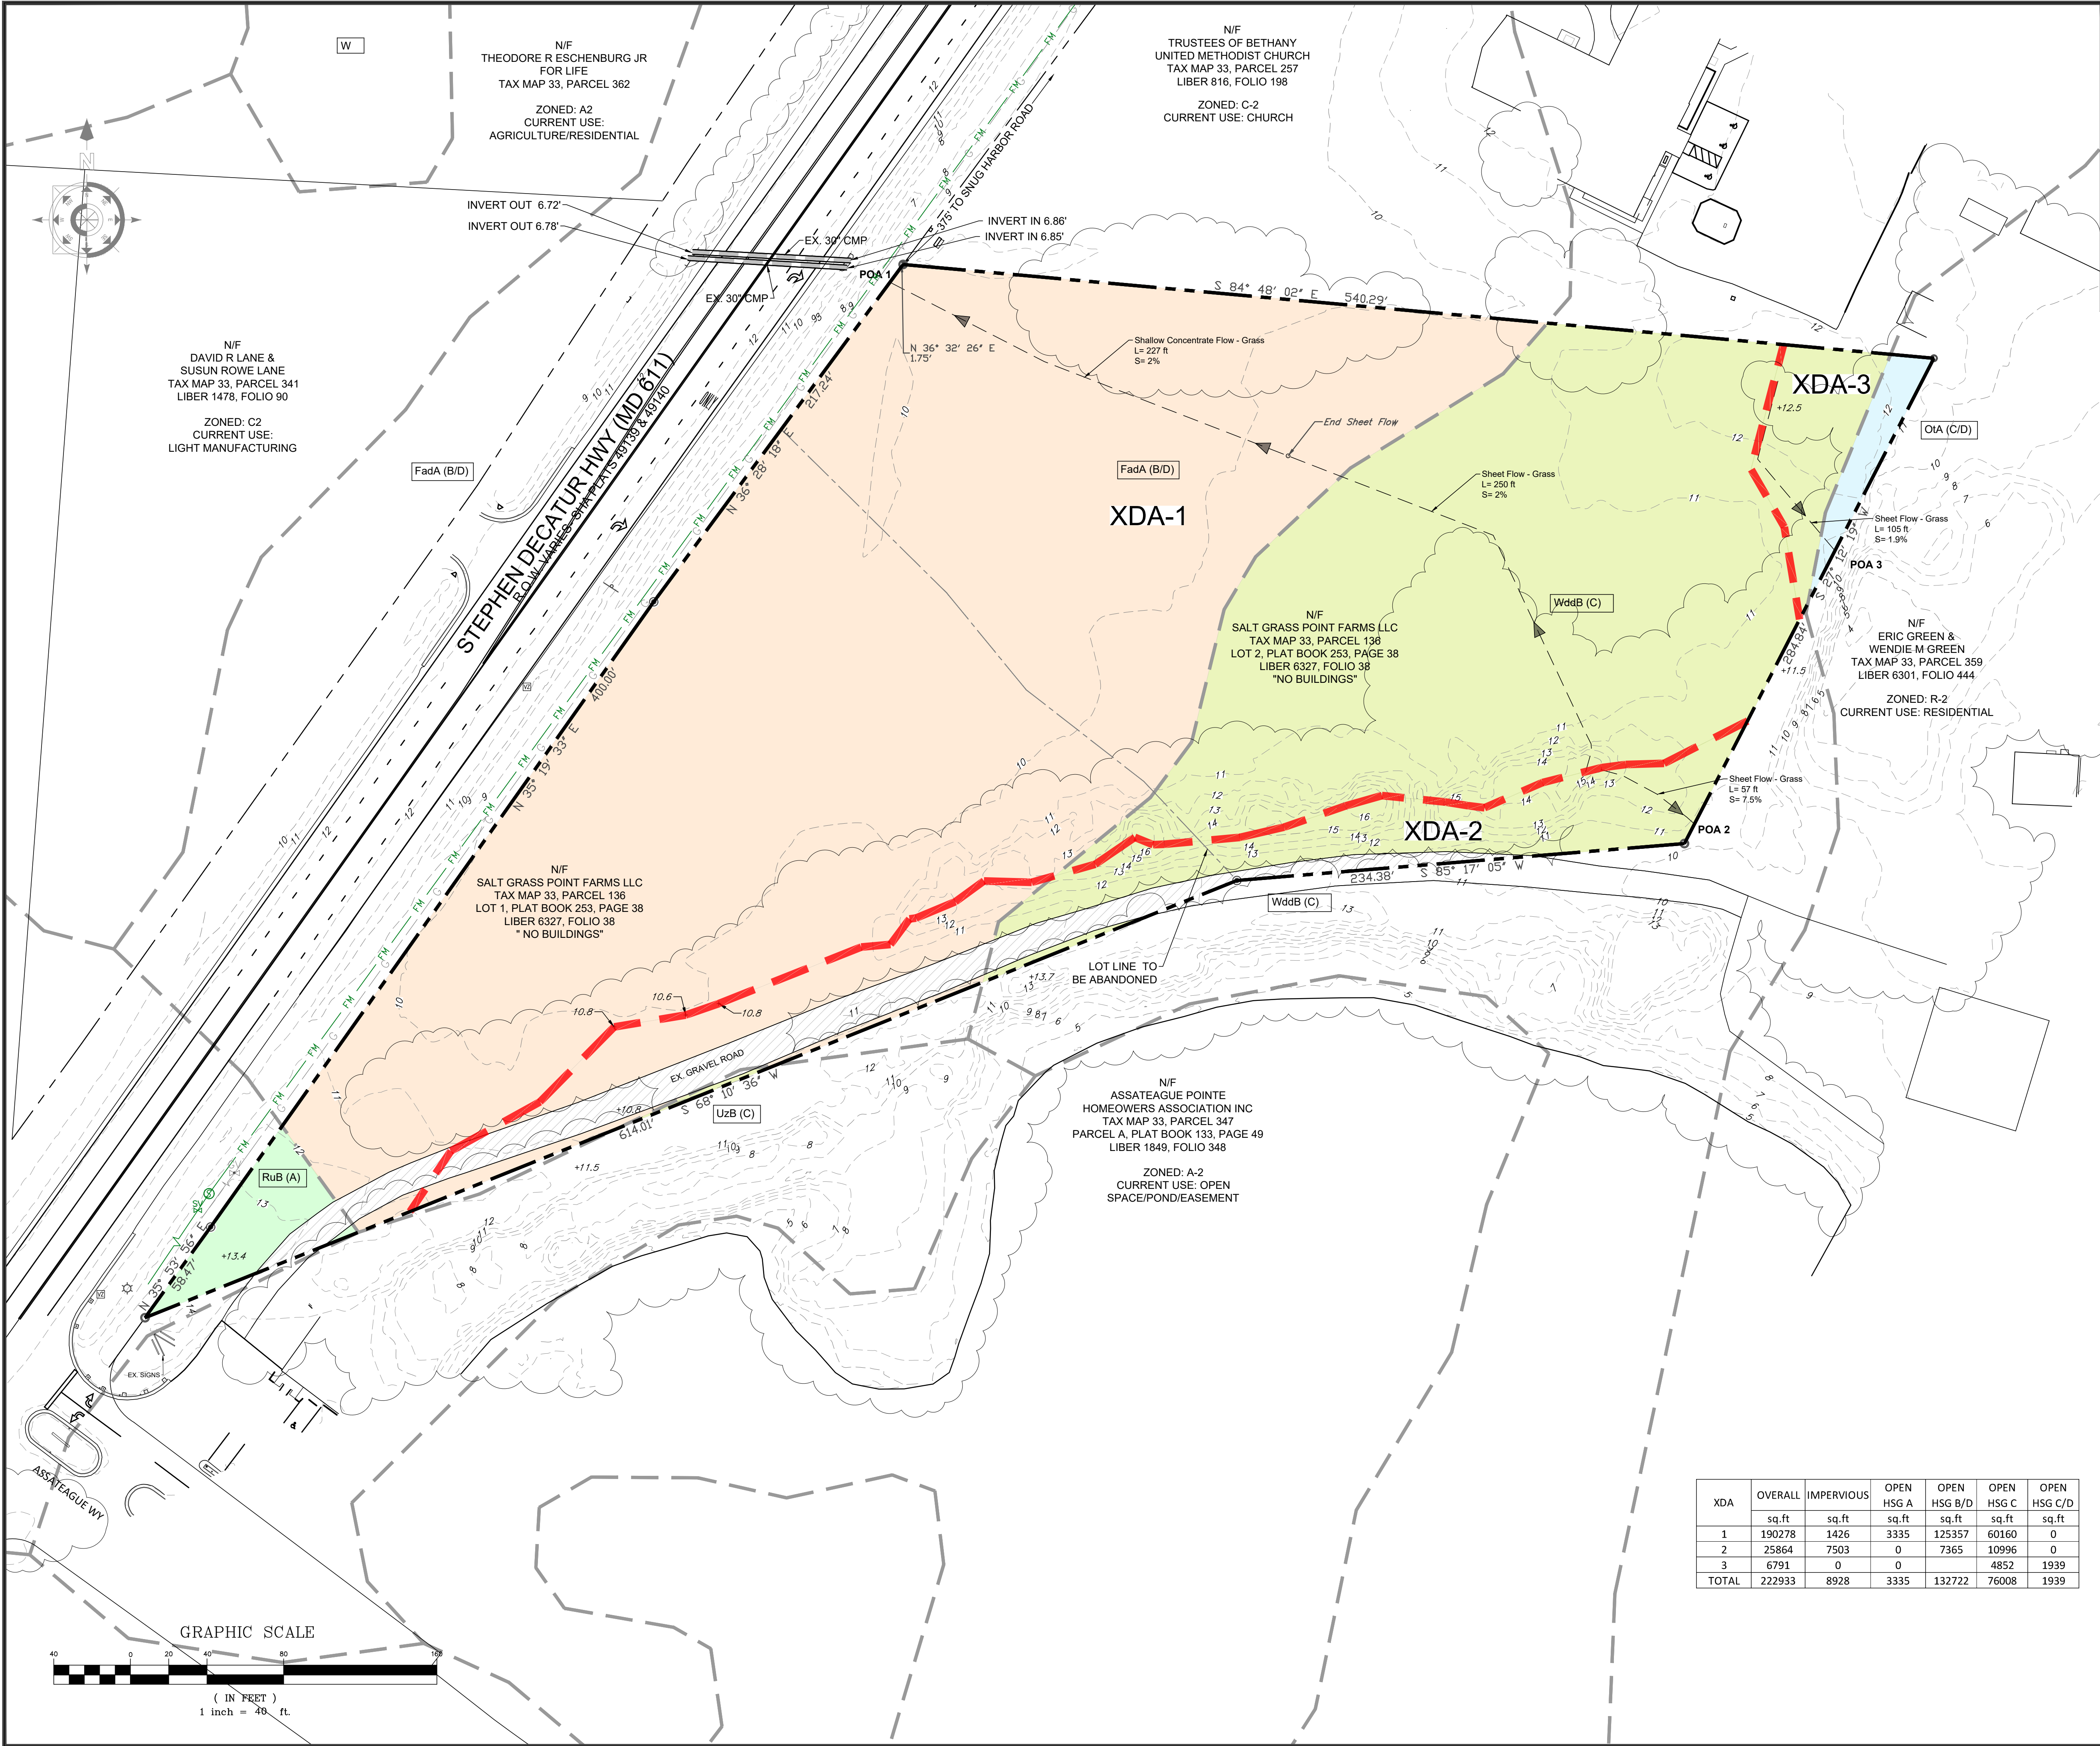 W
N/F
THEODORE R ESCHENBURG JR
FOR LIFE
TAX MAP 33, PARCEL 362
ZONED: A2
CURRENT USE:
AGRICULTURE/RESIDENTIAL
N/F
TRUSTEES OF BETHANY
UNITED METHODIST CHURCH
TAX MAP 33, PARCEL 257
LIBER 816, FOLIO 198
ZONED: C-2
CURRENT USE: CHURCH
N
INVERT OUT 6.72'
INVERT OUT 6.78'
INVERT IN 6.86'
INVERT IN 6.85'
EX. 30" CMP
EX. 30" CMP
375' TO SNUG HARBOR ROAD
POA 1
N 36° 32' 26" E
1.75'
S 84° 48' 02" E 540.29'
Shallow Concentrate Flow - Grass
L= 227 ft
S= 2%
End Sheet Flow
Sheet Flow - Grass
L= 250 ft
S= 2%
XDA-3
+12.5
OtA (C/D)
Sheet Flow - Grass
L= 105 ft
S= 1.9%
POA 3
S 27° 12' 19" W
284.84'
+11.5
N/F
DAVID R LANE &
SUSUN ROWE LANE
TAX MAP 33, PARCEL 341
LIBER 1478, FOLIO 90
ZONED: C2
CURRENT USE:
LIGHT MANUFACTURING
FadA (B/D)
STEPHEN DECATUR HWY (MD 611)
R.O.W. VARIES- SHA PLATS 49139 & 49140
217.24'
N 36° 28' 18" E
FadA (B/D)
XDA-1
WddB (C)
N/F
SALT GRASS POINT FARMS LLC
TAX MAP 33, PARCEL 136
LOT 2, PLAT BOOK 253, PAGE 38
LIBER 6327, FOLIO 38
"NO BUILDINGS"
N/F
ERIC GREEN &
WENDIE M GREEN
TAX MAP 33, PARCEL 359
LIBER 6301, FOLIO 444
ZONED: R-2
CURRENT USE: RESIDENTIAL
400.00'
N 35° 19' 33" E
Sheet Flow - Grass
L= 57 ft
S= 7.5%
XDA-2
POA 2
234.38' S 85° 17' 05" W
WddB (C)
N/F
SALT GRASS POINT FARMS LLC
TAX MAP 33, PARCEL 136
LOT 1, PLAT BOOK 253, PAGE 38
LIBER 6327, FOLIO 38
" NO BUILDINGS"
LOT LINE TO
BE ABANDONED
+13.7
10.8
10.6
10.8
EX. GRAVEL ROAD
S 68° 10' 36" W
614.01'
+10.8
UzB (C)
+11.5
N/F
ASSATEAGUE POINTE
HOMEOWERS ASSOCIATION INC
TAX MAP 33, PARCEL 347
PARCEL A, PLAT BOOK 133, PAGE 49
LIBER 1849, FOLIO 348
ZONED: A-2
CURRENT USE: OPEN
SPACE/POND/EASEMENT
RuB (A)
+13.4
N 35° 53' 56" E
58.47'
EX. SIGNS
ASSATEAGUE WY
XDA OVERALL IMPERVIOUS OPEN HSG A OPEN HSG B/D OPEN HSG C OPEN HSG C/D
sq.ft sq.ft sq.ft sq.ft sq.ft sq.ft
1 190278 1426 3335 125357 60160 0
2 25864 7503 0 7365 10996 0
3 6791 0 0 4852 1939
TOTAL 222933 8928 3335 132722 76008 1939
GRAPHIC SCALE
40 0 20 40 80 160
( IN FEET )
1 inch = 40 ft.